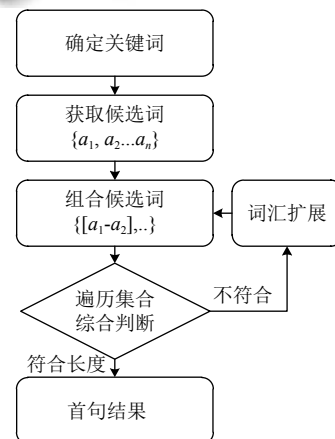 确定关键词
获取候选词
{a₁, a₂...aₙ}
组合候选词
{[a₁-a₂],..}
词汇扩展
遍历集合
综合判断
不符合
符合长度
首句结果